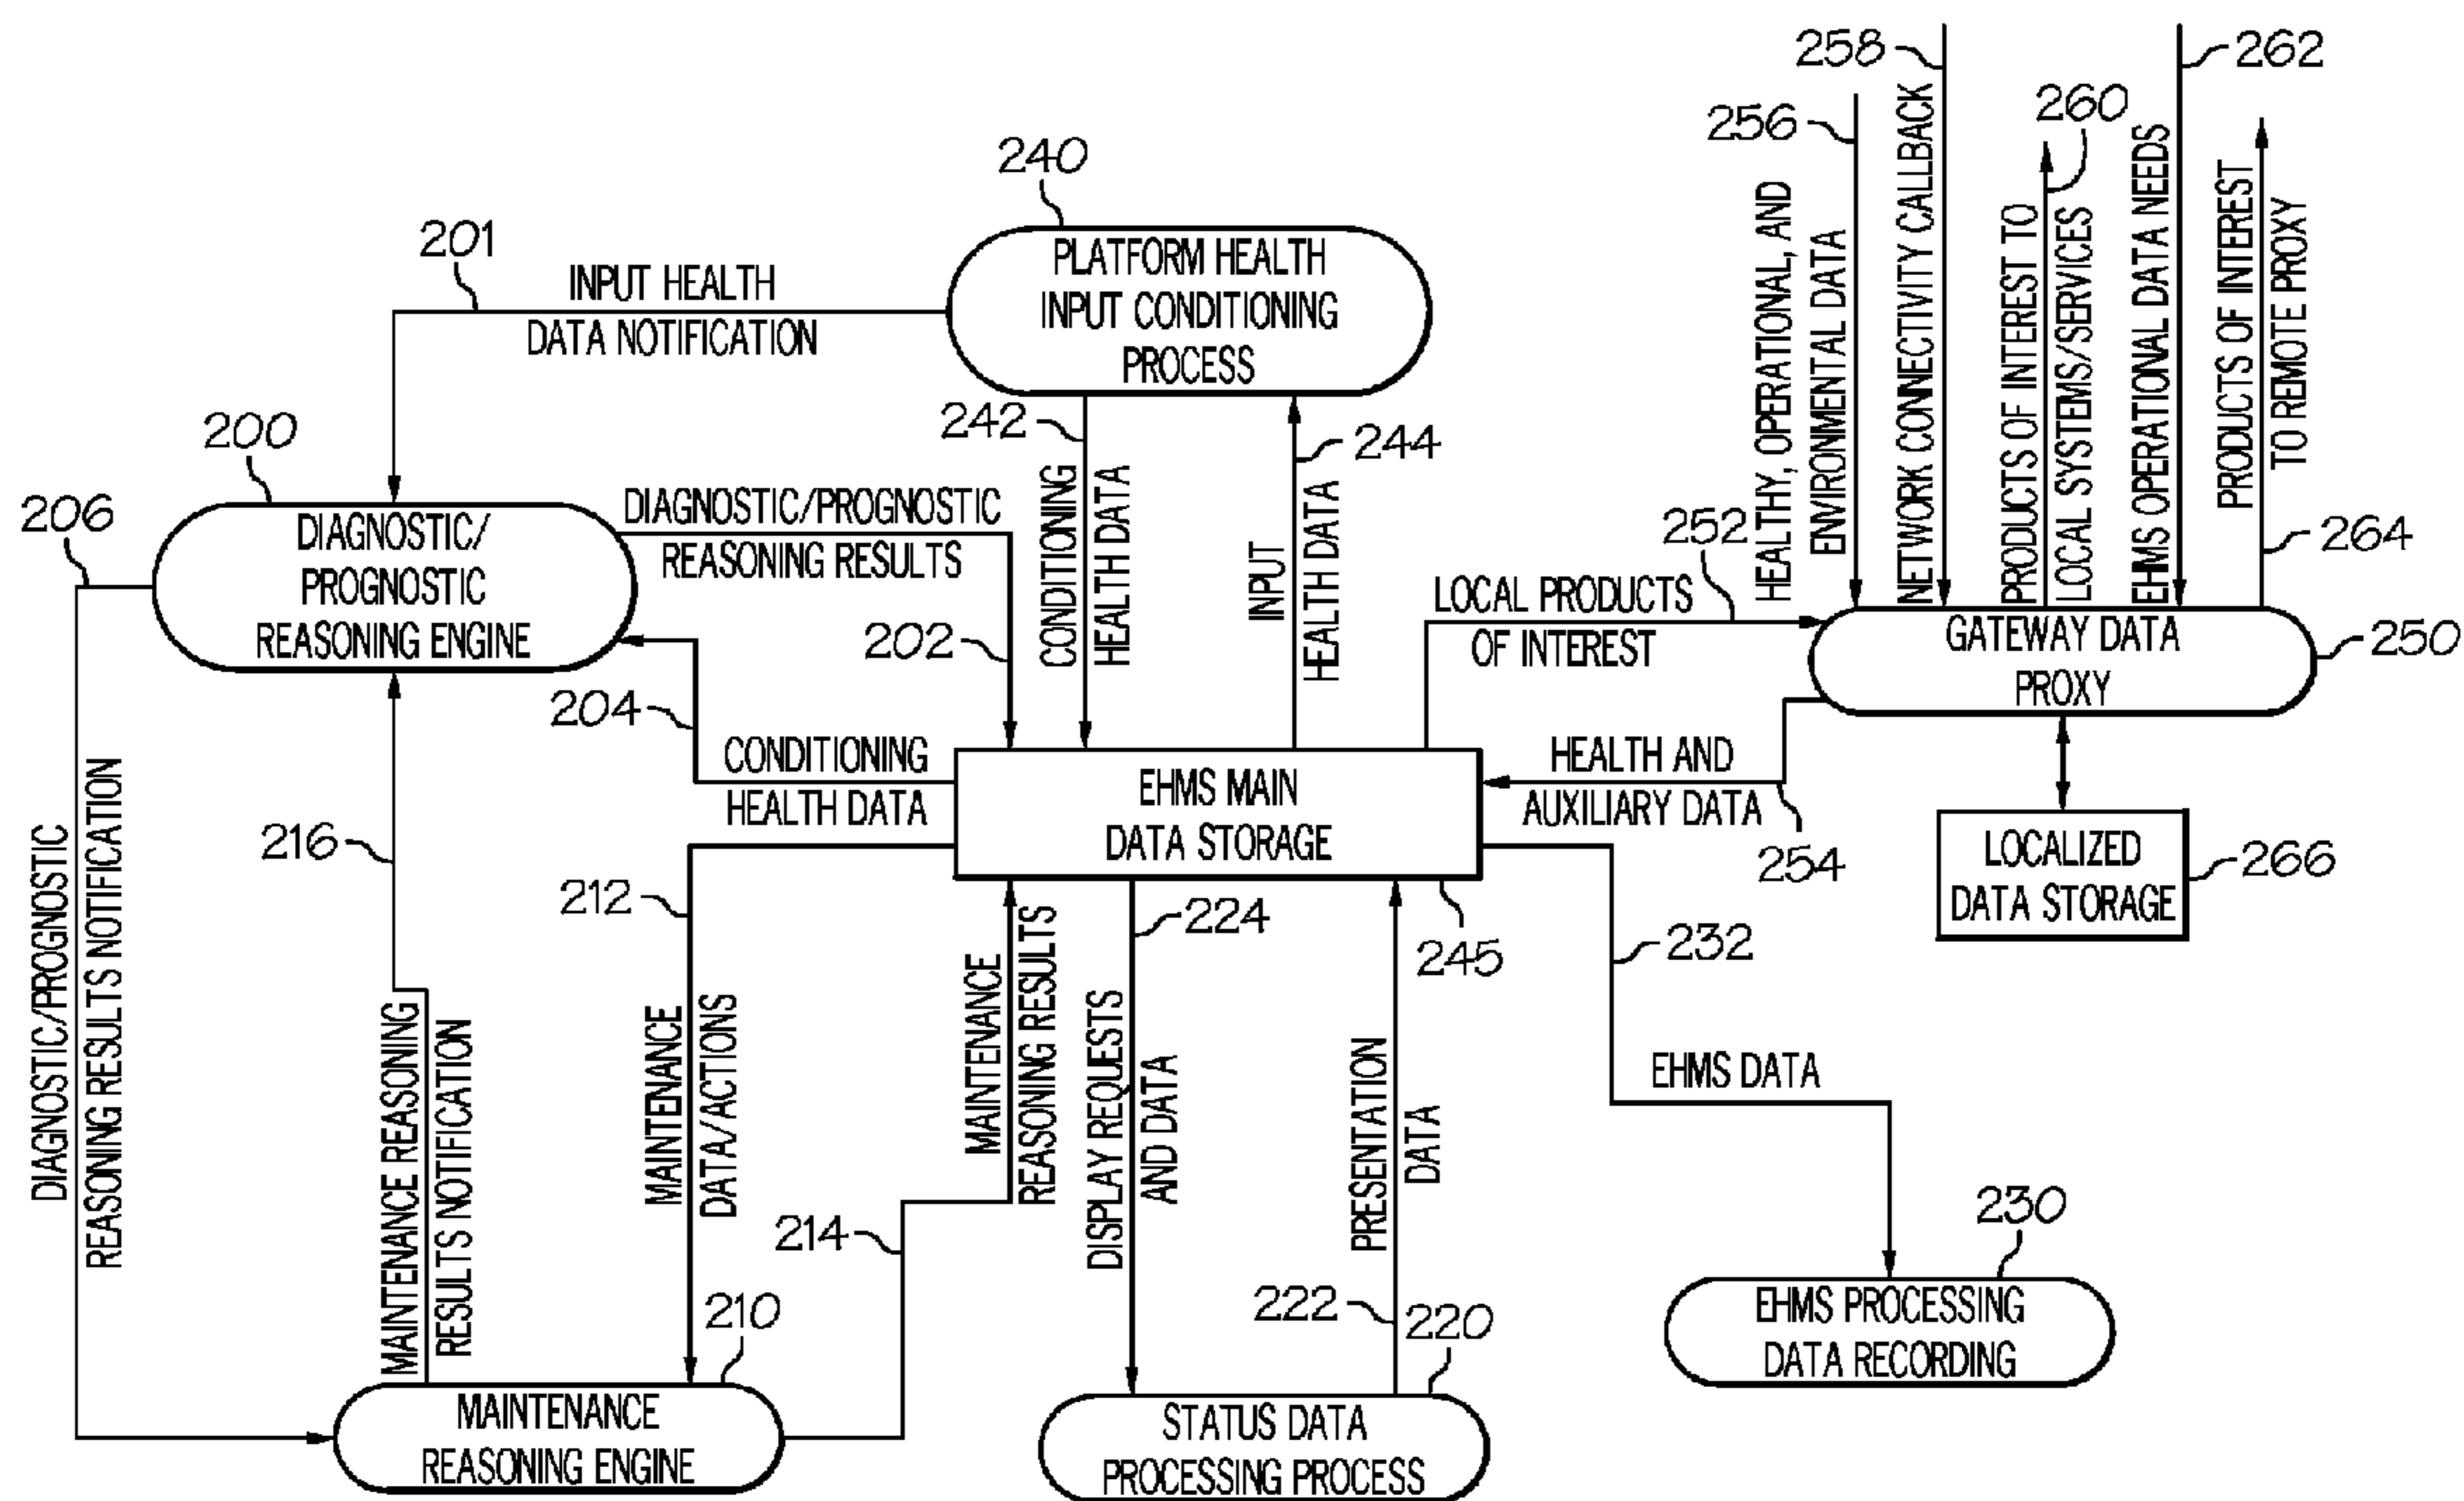 258
262
256
260
HEALTHY, OPERATIONAL, AND
ENVIRONMENTAL DATA
NETWORK CONNECTIVITY CALLBACK
PRODUCTS OF INTEREST TO
LOCAL SYSTEMS/SERVICES
EHMS OPERATIONAL DATA NEEDS
PRODUCTS OF INTEREST
TO REMOTE PROXY
264
240
PLATFORM HEALTH
INPUT CONDITIONING
PROCESS
201
INPUT HEALTH
DATA NOTIFICATION
200
206
DIAGNOSTIC/
PROGNOSTIC
REASONING ENGINE
DIAGNOSTIC/PROGNOSTIC
REASONING RESULTS
202
242
CONDITIONING
HEALTH DATA
244
INPUT
HEALTH DATA
252
LOCAL PRODUCTS
OF INTEREST
GATEWAY DATA
PROXY
250
204
CONDITIONING
HEALTH DATA
EHMS MAIN
DATA STORAGE
245
HEALTH AND
AUXILIARY DATA
254
LOCALIZED
DATA STORAGE
266
DIAGNOSTIC/PROGNOSTIC
REASONING RESULTS NOTIFICATION
216
MAINTENANCE REASONING
RESULTS NOTIFICATION
212
MAINTENANCE
DATA/ACTIONS
214
MAINTENANCE
REASONING RESULTS
224
DISPLAY REQUESTS
AND DATA
PRESENTATION
DATA
222
232
EHMS DATA
230
EHMS PROCESSING
DATA RECORDING
210
MAINTENANCE
REASONING ENGINE
220
STATUS DATA
PROCESSING PROCESS